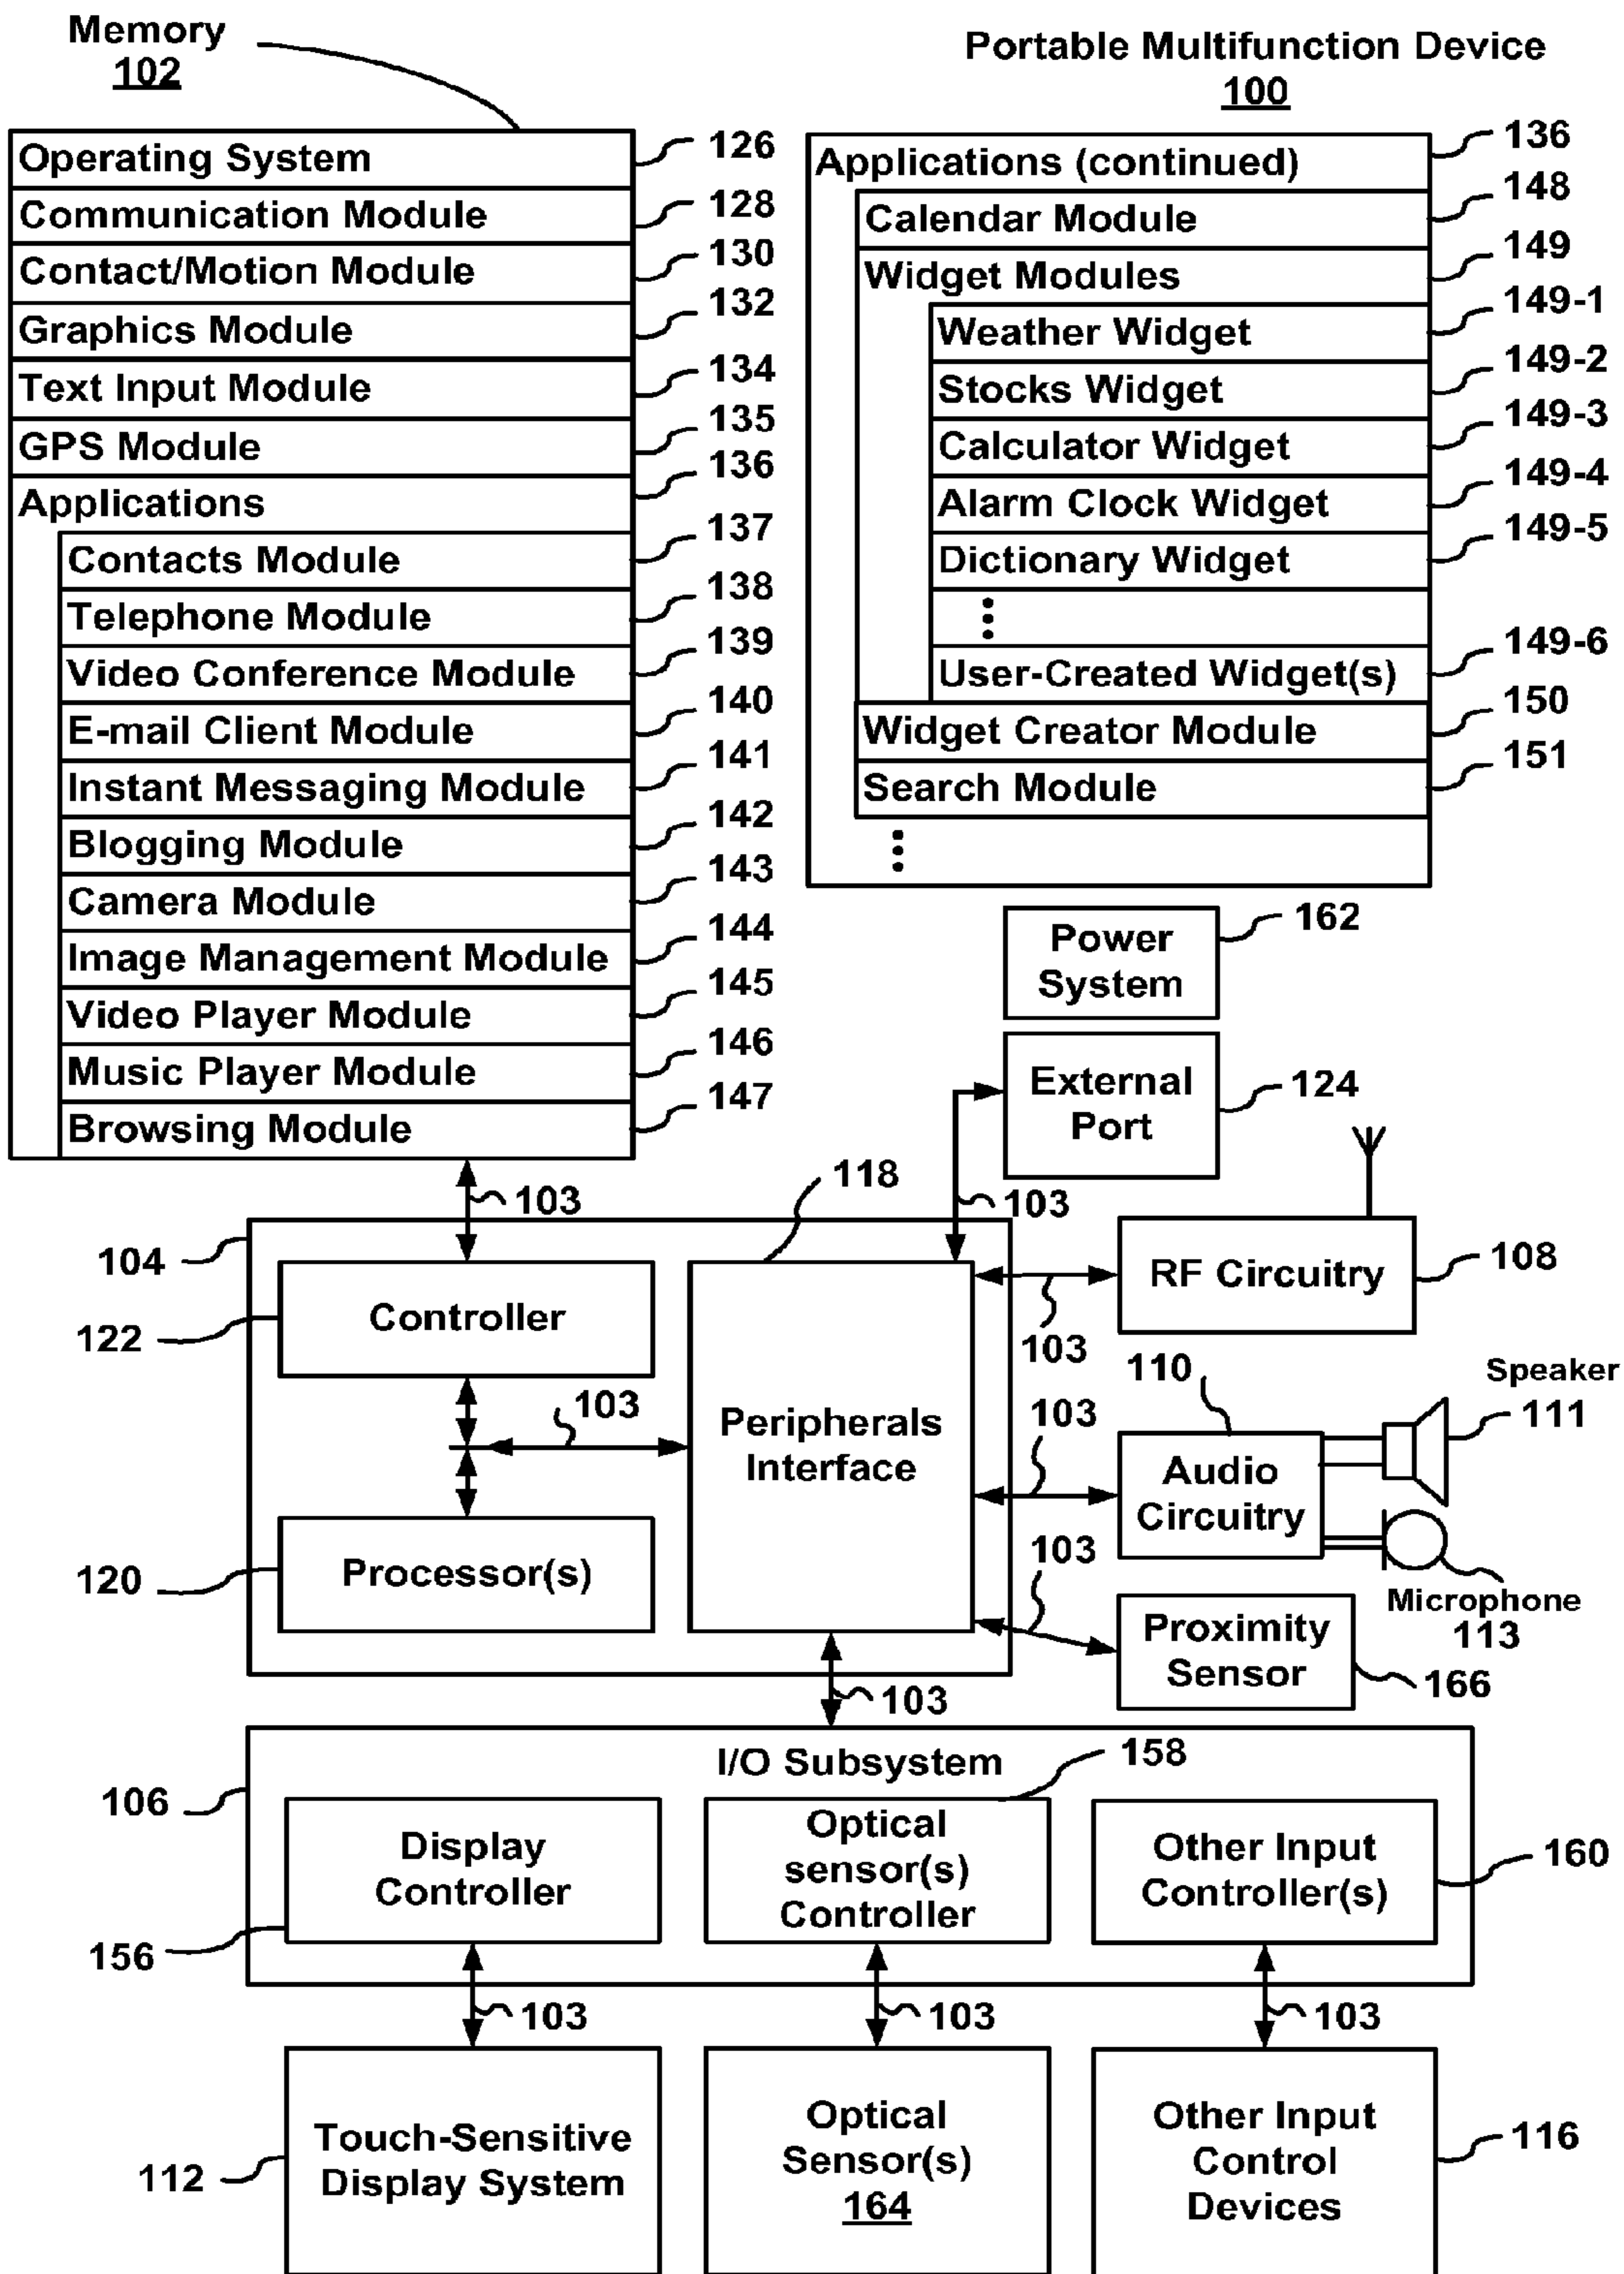 Memory
102
Portable Multifunction Device
100
Operating System
126
Communication Module
128
Contact/Motion Module
130
Graphics Module
132
Text Input Module
134
GPS Module
135
Applications
136
Contacts Module
137
Telephone Module
138
Video Conference Module
139
E-mail Client Module
140
Instant Messaging Module
141
Blogging Module
142
Camera Module
143
Image Management Module
144
Video Player Module
145
Music Player Module
146
Browsing Module
147
Applications (continued)
136
Calendar Module
148
Widget Modules
149
Weather Widget
149-1
Stocks Widget
149-2
Calculator Widget
149-3
Alarm Clock Widget
149-4
Dictionary Widget
149-5
User-Created Widget(s)
149-6
Widget Creator Module
150
Search Module
151
Power
System
162
External
Port
124
103
118
103
104
Controller
122
RF Circuitry
108
103
Peripherals
Interface
103
Processor(s)
120
110
103
Audio
Circuitry
Speaker
111
Microphone
113
103
Proximity
Sensor
166
103
I/O Subsystem
106
158
Display
Controller
156
Optical
sensor(s)
Controller
Other Input
Controller(s)
160
103
103
103
Touch-Sensitive
Display System
112
Optical
Sensor(s)
164
Other Input
Control
Devices
116